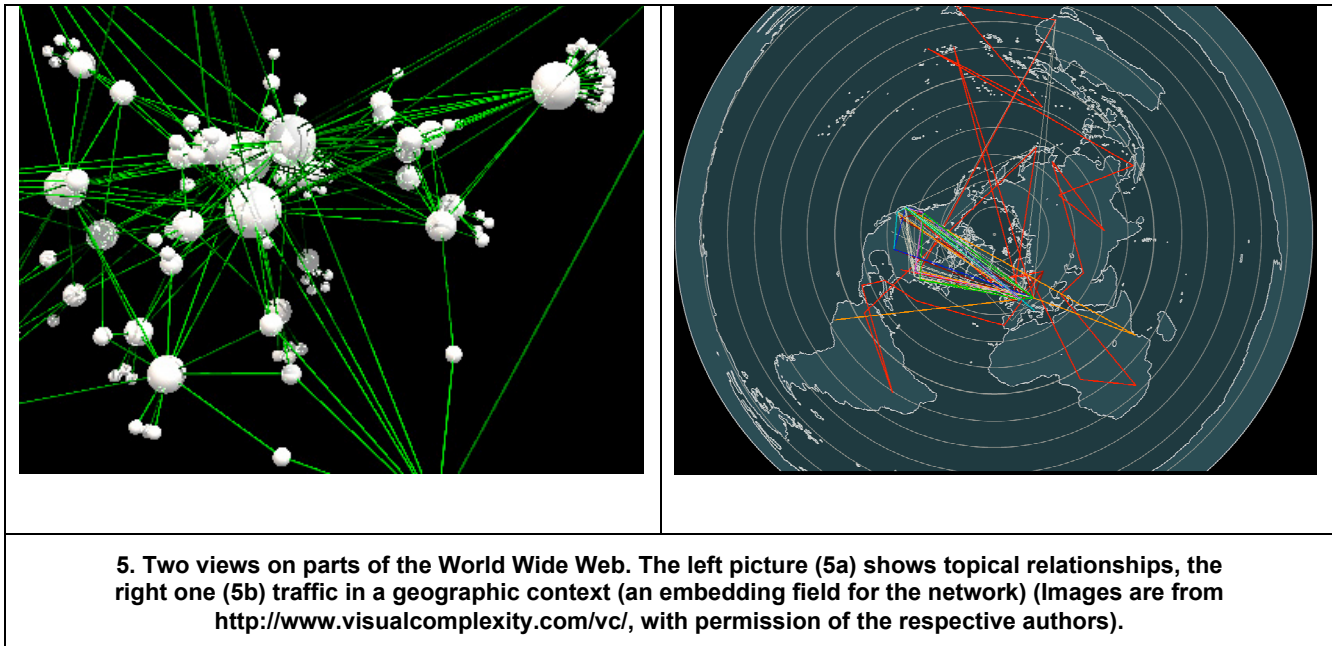 5. Two views on parts of the World Wide Web. The left picture (5a) shows topical relationships, the
right one (5b) traffic in a geographic context (an embedding field for the network) (Images are from
http://www.visualcomplexity.com/vc/, with permission of the respective authors).